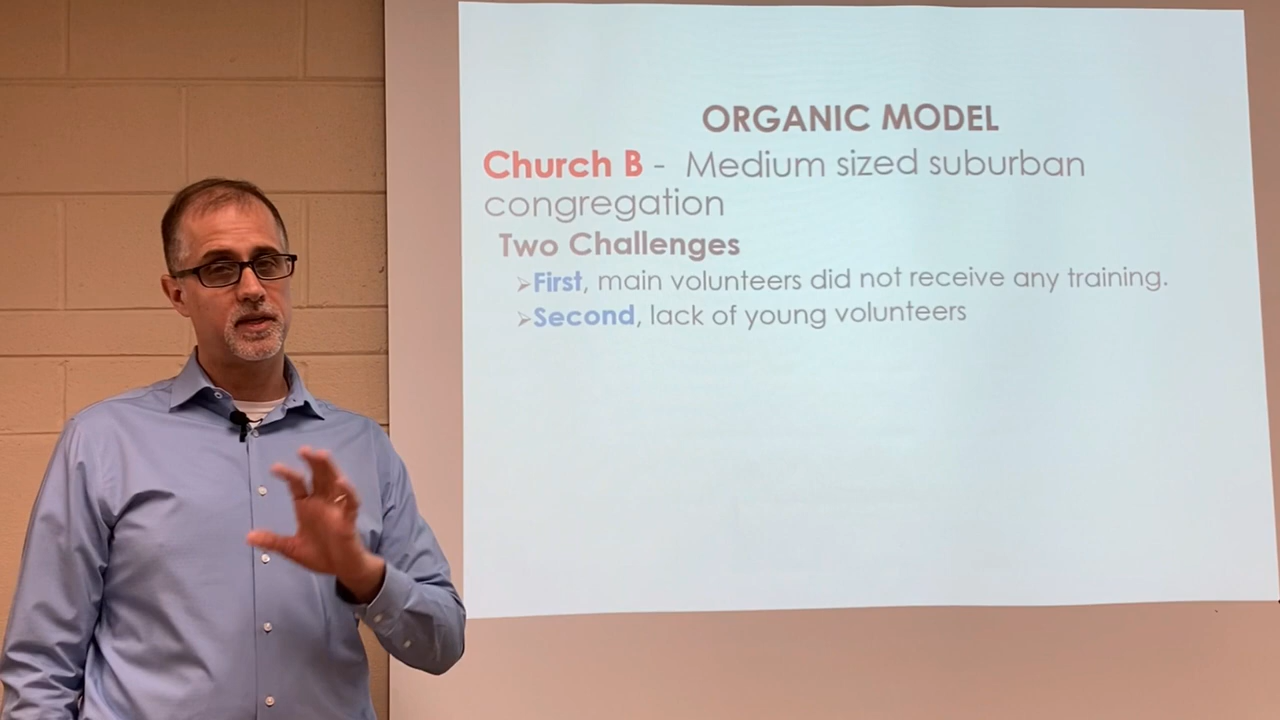 ORGANIC MODEL
Church B - Medium sized suburban
congregation
Two Challenges
➢First, main volunteers did not receive any training.
➢Second, lack of young volunteers